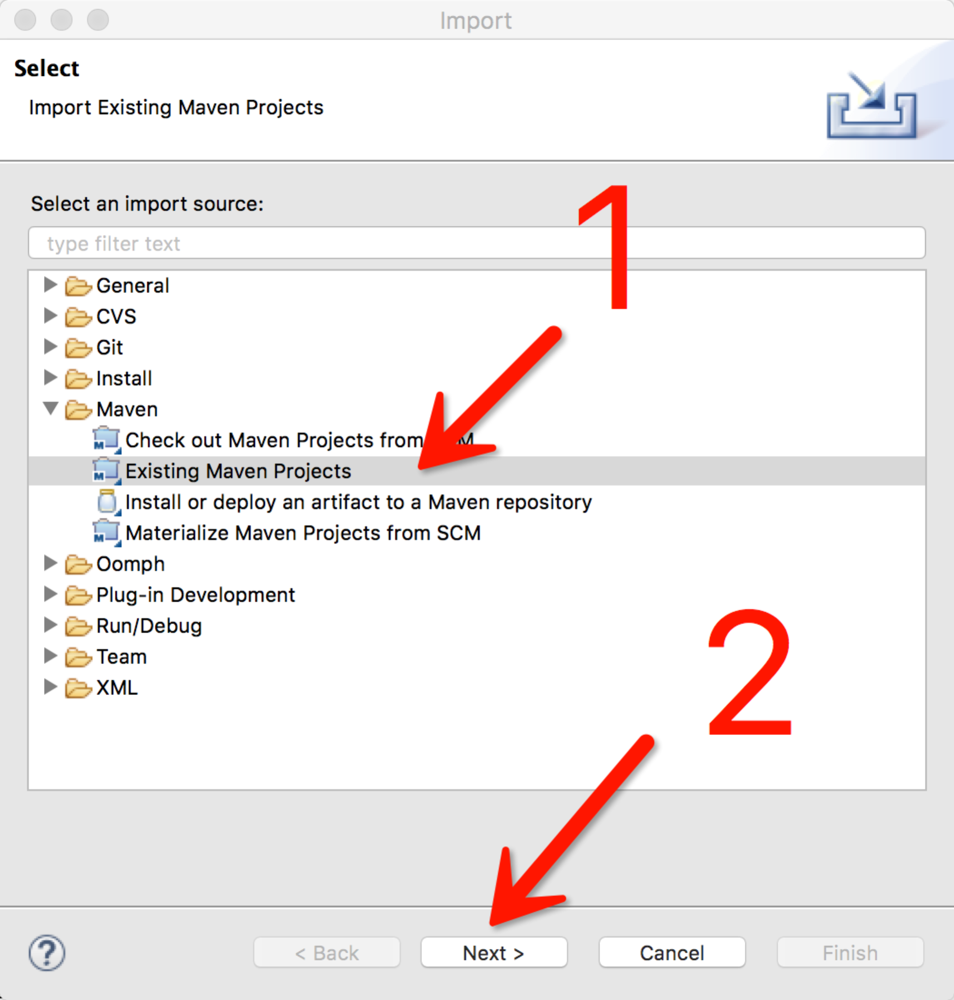 Import
Select
Import Existing Maven Projects
Select an import source:
1
type filter text
General
CVS
Git
Install
Maven
Check out Maven Projects from
Existing Maven Projects
Install or deploy an artifact to a Maven repository
Materialize Maven Projects from SCM
Oomph
Plug-in Development
Run/Debug
2
Team
XML
?
< Back
Next >
Cancel
Finish